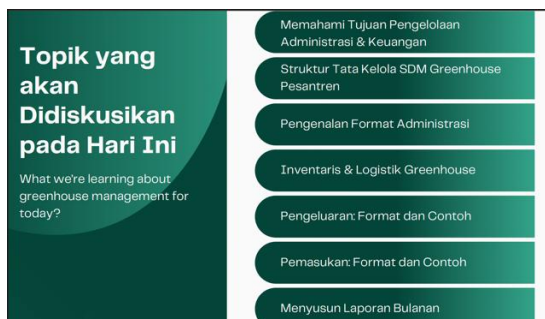 Topik yang
akan
Didiskusikan
pada Hari Ini
What we're learning about
greenhouse management for
today?
Memahami Tujuan Pengelolaan
Administrasi & Keuangan
Struktur Tata Kelola SDM Greenhouse
Pesantren
Pengenalan Format Administrasi
Inventaris & Logistik Greenhouse
Pengeluaran: Format dan Contoh
Pemasukan: Format dan Contoh
Menyusun Laporan Bulanan